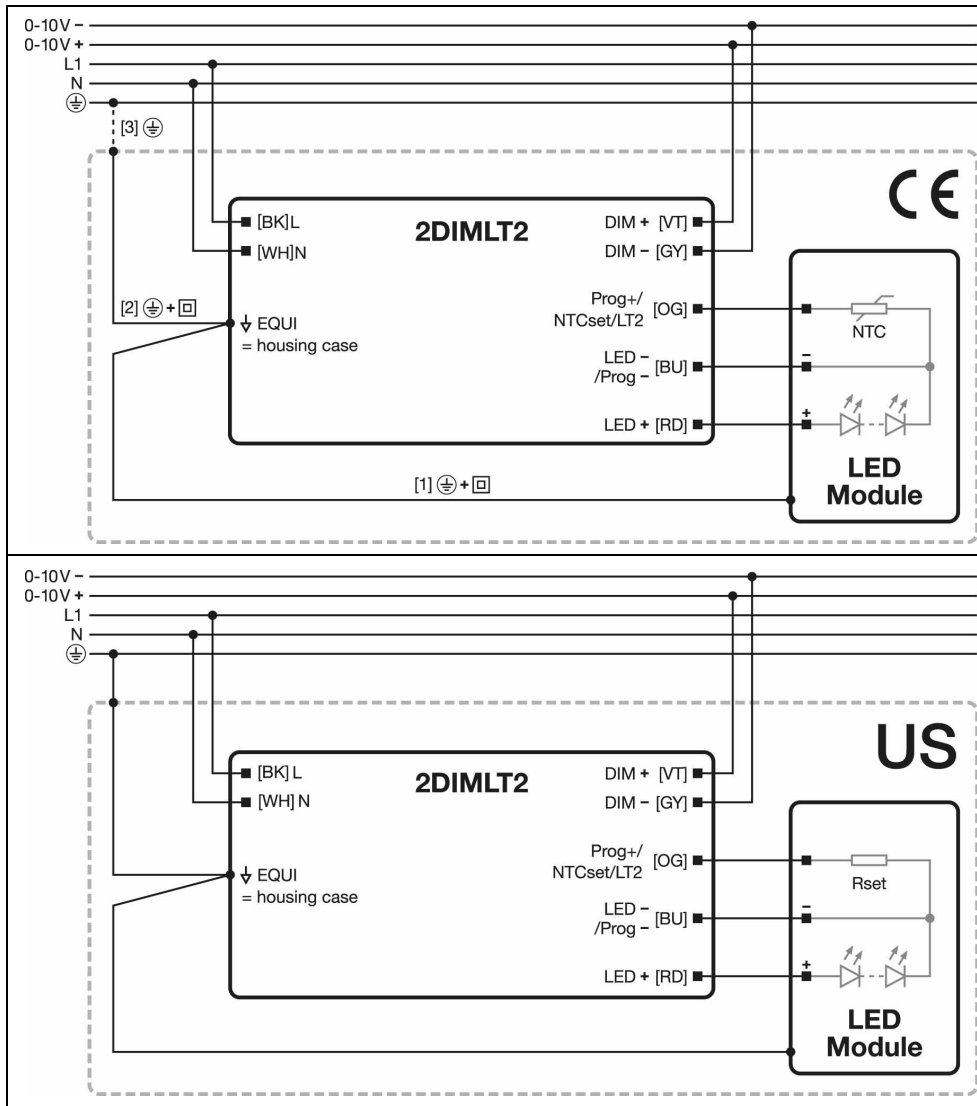 0-10V −
0-10V +
L1
N
[3]
CE
[BK]L
2DIMLT2
DIM + [VT]
[WH]N
DIM − [GY]
[2] +
EQUI
= housing case
Prog+/
NTCset/LT2 [OG]
NTC
LED −
/Prog − [BU]
−
LED + [RD]
+
LED
Module
[1] +
0-10V −
0-10V +
L1
N
US
[BK] L
2DIMLT2
DIM + [VT]
[WH] N
DIM − [GY]
EQUI
= housing case
Prog+/
NTCset/LT2 [OG]
Rset
LED −
/Prog − [BU]
−
LED + [RD]
+
LED
Module